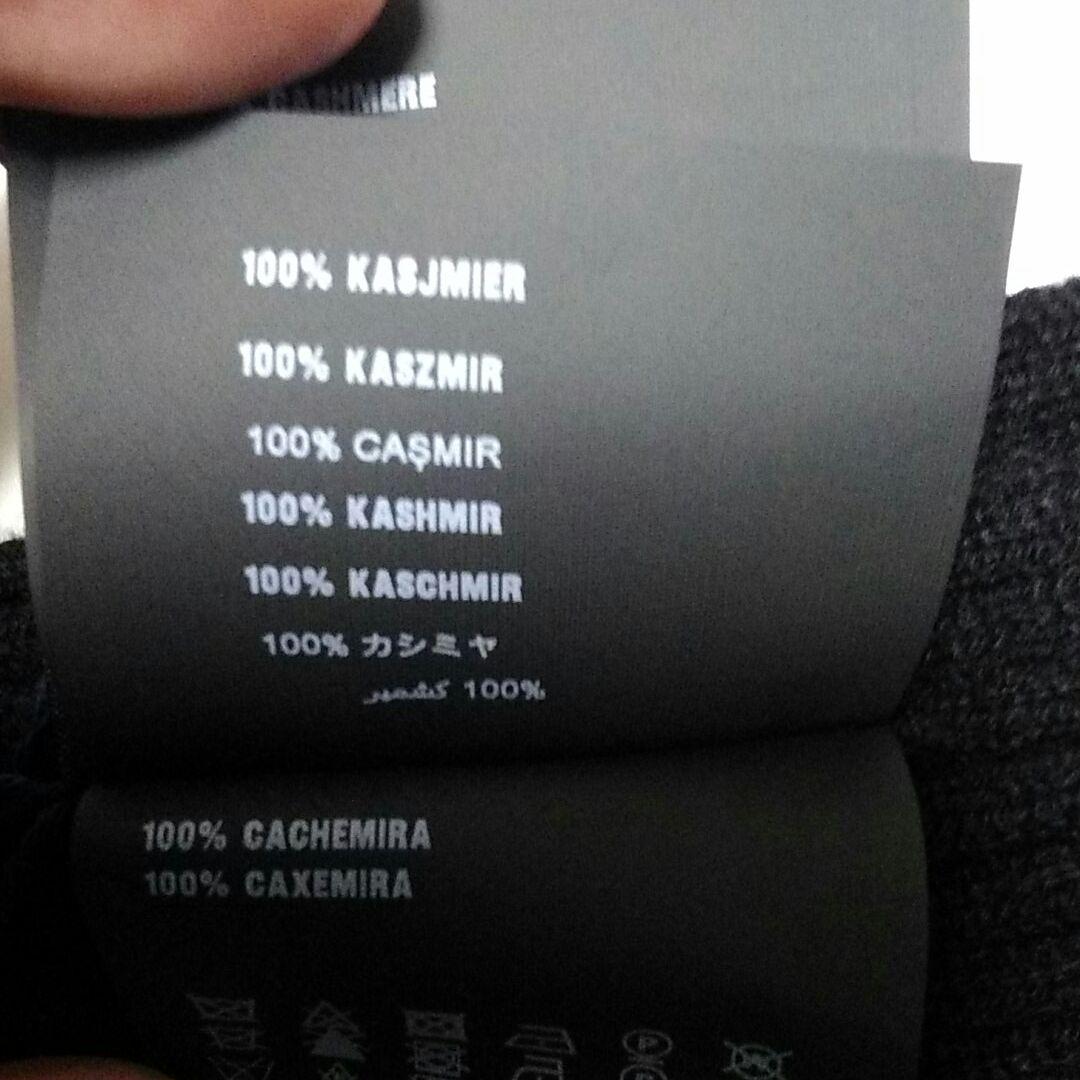 CASHMERE
100% KASJMIER
100% KASZMIR
100% CAŞMIR
100% KASHMIR
100% KASCHMIR
100% カシミヤ
100% كشمير
100% CACHEMIRA
100% CAXEMIRA